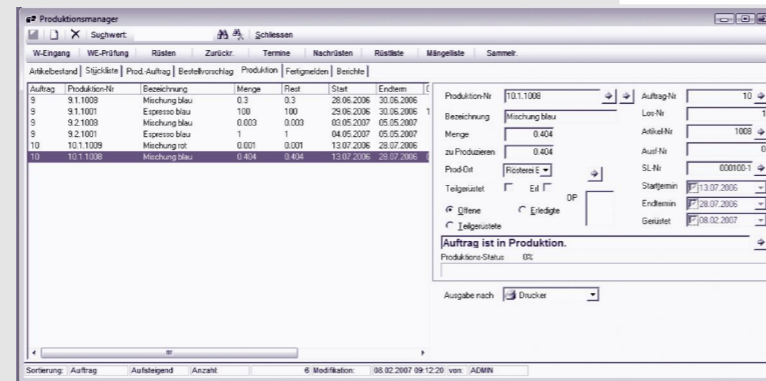 Produktionsmanager
Suchwert: Schliessen
W-Eingang WE-Prüfung Rüsten Zurückr. Termine Nachrüsten Rüstliste Mängelliste Sammelr.
Artikelbestand Stückliste Prod.-Auftrag Bestellvorschlag Produktion Fertigmelden Berichte
Auftrag Produktion-Nr Bezeichnung Menge Rest Start Endterm
9 9.1.1008 Mischung blau 0.3 0.3 28.06.2006 30.06.2006
9 9.1.1001 Espresso blau 100 100 29.06.2006 30.06.2006 1
9 9.2.1008 Mischung blau 0.003 0.003 03.05.2007 05.05.2007
9 9.2.1001 Espresso blau 1 1 04.05.2007 05.05.2007
10 10.1.1009 Mischung rot 0.001 0.001 13.07.2006 28.07.2006
10 10.1.1008 Mischung blau 0.404 0.404 13.07.2006 28.07.2006
Produktion-Nr 10.1.1008 Auftrag-Nr 10
Bezeichnung Mischung blau Los-Nr 1
Menge 0.404 Artikel-Nr 1008
zu Produzieren 0.404 Ausf-Nr 0
Prod-Ort Rösterei E SL-Nr 000100-1
Teilgerüstet Erl DP Starttermin 13.07.2006
Offene Erledigte Endtermin 28.07.2006
Teilgerüstete Gerüstet 08.02.2007
Auftrag ist in Produktion.
Produktions-Status 0%
Ausgabe nach Drucker
Sortierung: Auftrag Aufsteigend Anzahl: 6 Modifikation: 08.02.2007 09:12:20 von: ADMIN